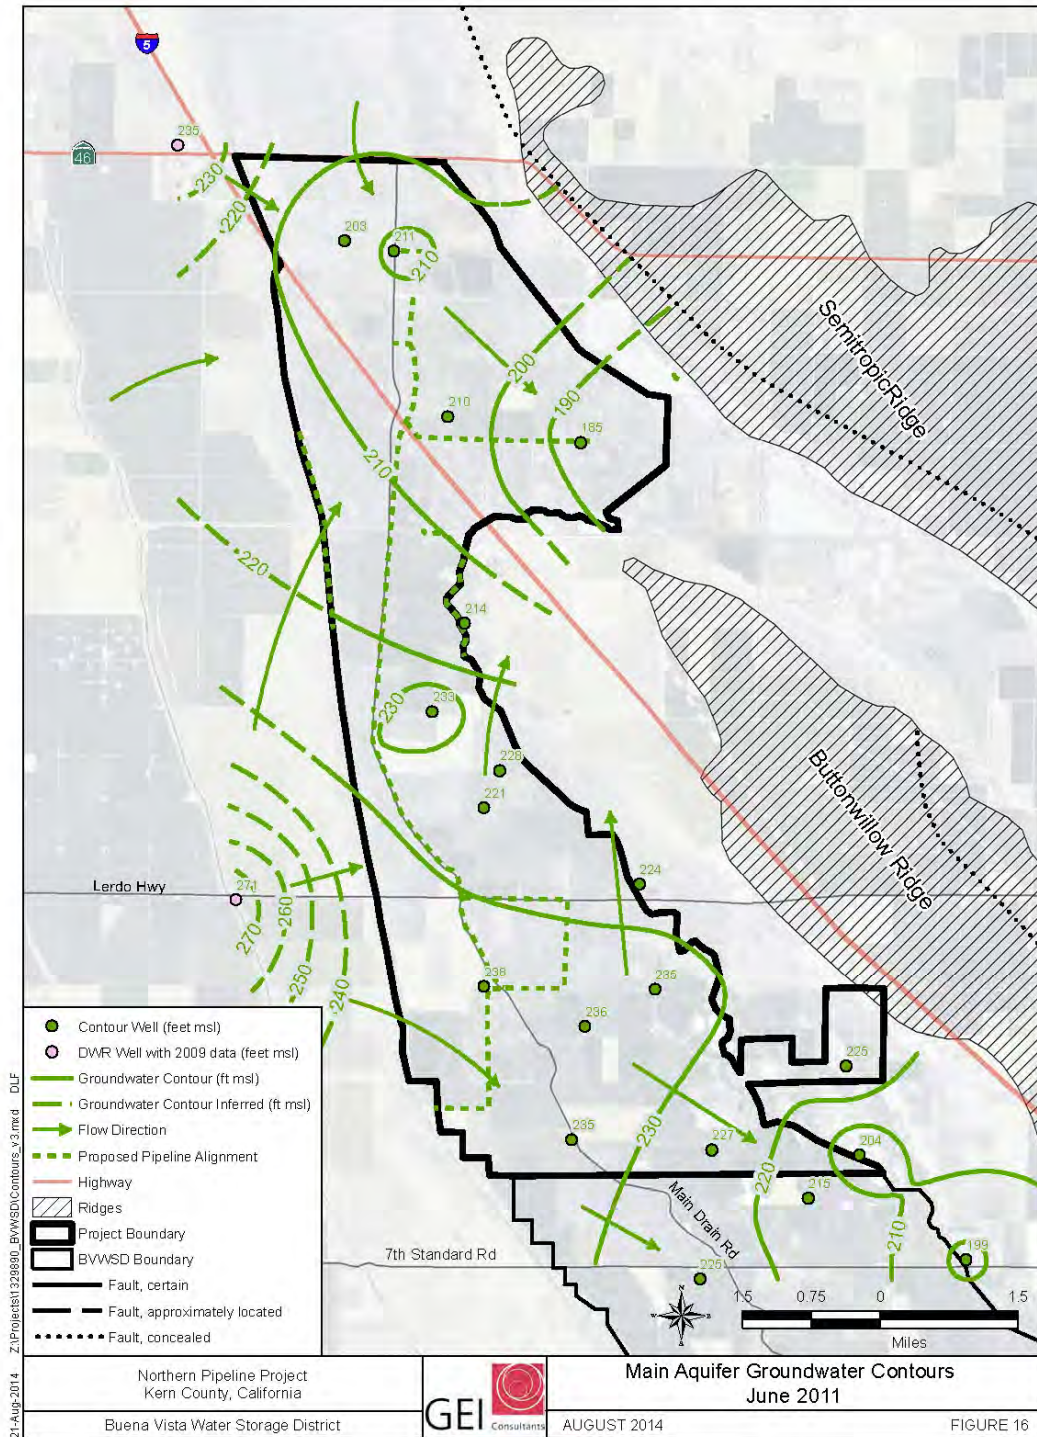 5
46
235
230
220
203
211
210
200
190
210
185
210
220
214
230
233
228
221
224
Lerdo Hwy
271
270
260
250
240
238
235
236
225
235
227
230
220
204
215
210
199
225
SemitropicRidge
Buttonwillow Ridge
Main Drain Rd
7th Standard Rd
N
W
E
S
1.5 0.75 0 1.5
Miles
Contour Well (feet msl)
DWR Well with 2009 data (feet msl)
Groundwater Contour (ft msl)
Groundwater Contour Inferred (ft msl)
Flow Direction
Proposed Pipeline Alignment
Highway
Ridges
Project Boundary
BVWSD Boundary
Fault, certain
Fault, approximately located
Fault, concealed
21-Aug-2014 Z:\Projects\1329890_BVWSD\Contours_v3.mxd DLF
Northern Pipeline Project
Kern County, California
Buena Vista Water Storage District
GEI Consultants
Main Aquifer Groundwater Contours
June 2011
AUGUST 2014 FIGURE 16